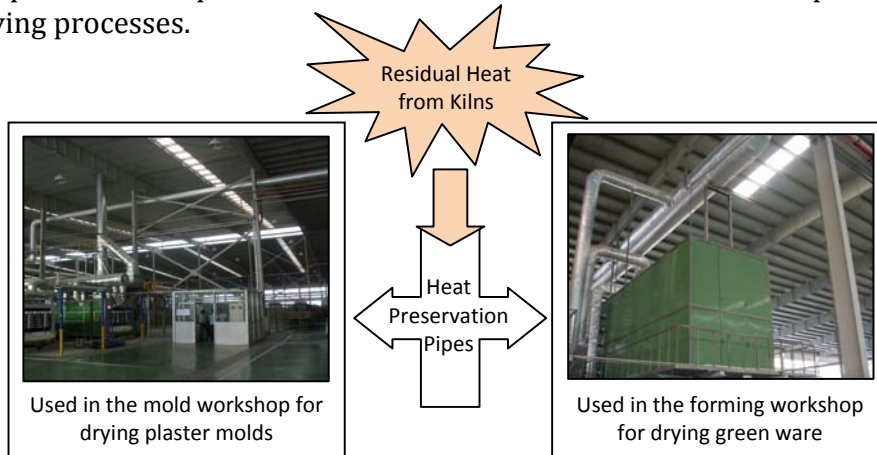 ying processes.
Residual Heat
from Kilns
Heat
Preservation
Pipes
Used in the mold workshop for
drying plaster molds
Used in the forming workshop
for drying green ware